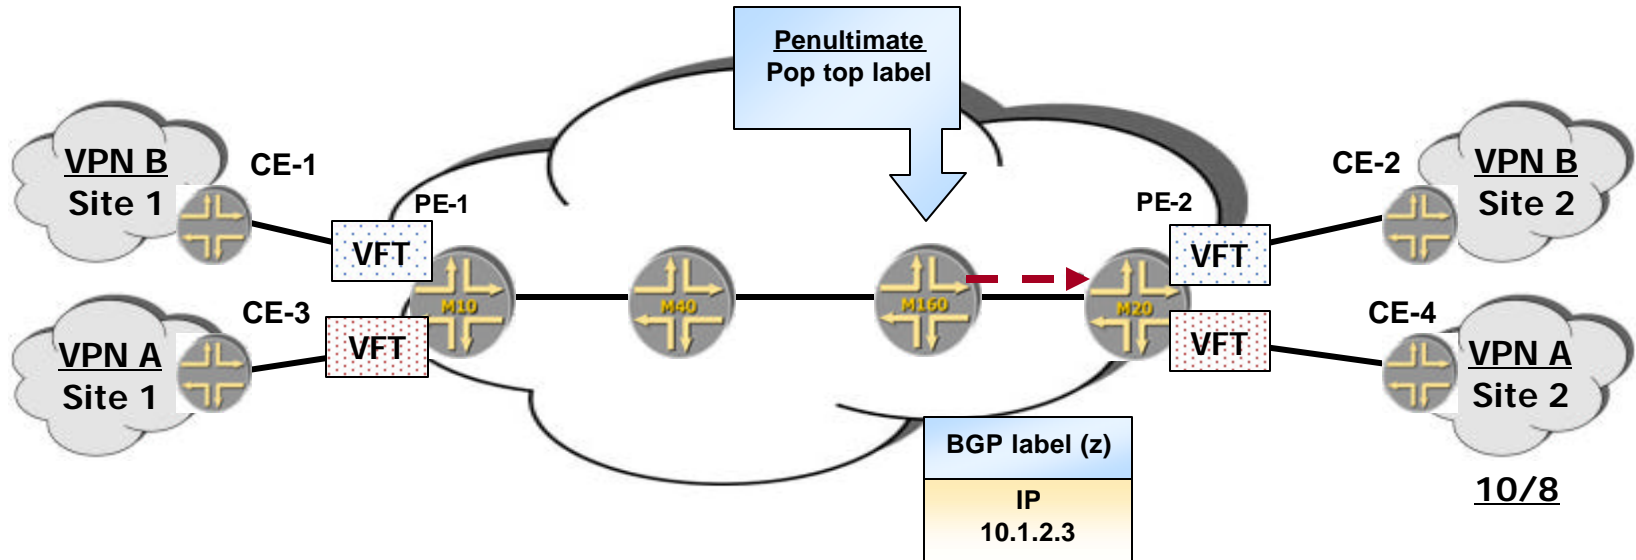 Penultimate
Pop top label
VPN B
Site 1
CE-1
PE-1
VFT
M10
M40
M160
M20
PE-2
VFT
CE-2
VPN B
Site 2
VPN A
Site 1
CE-3
VFT
VFT
CE-4
VPN A
Site 2
10/8
BGP label (z)
IP
10.1.2.3